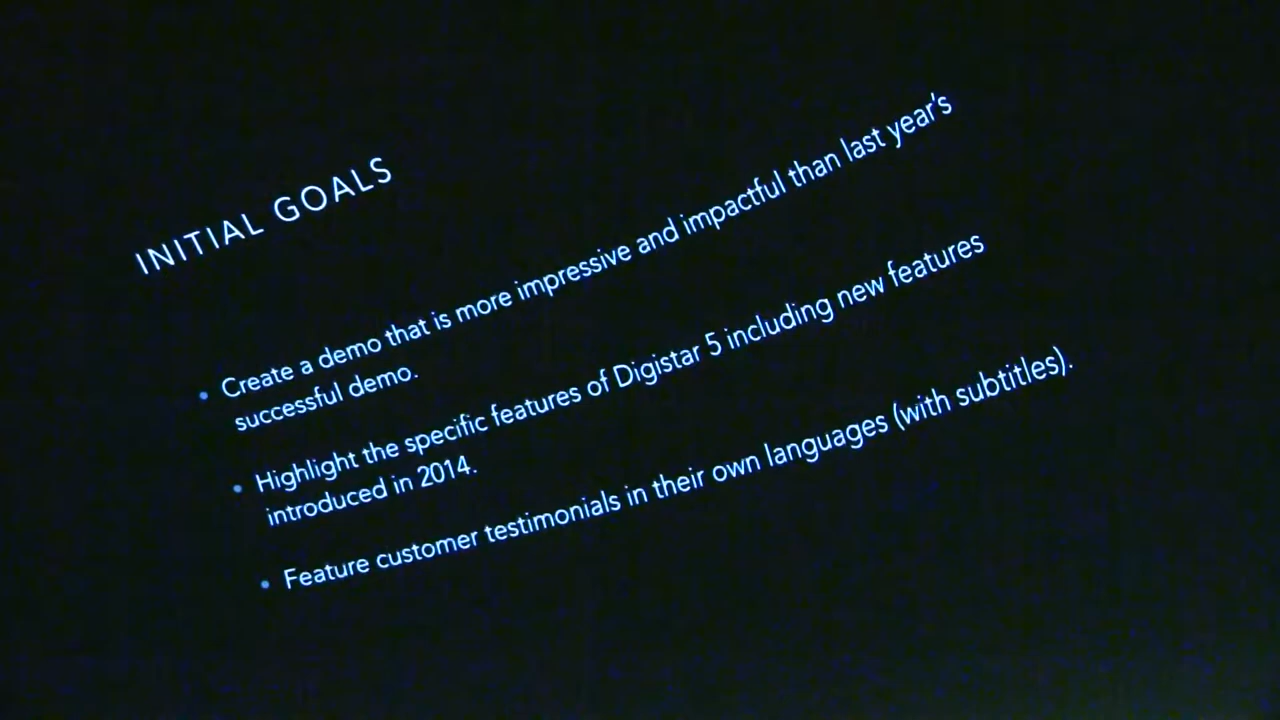 INITIAL GOALS
• Create a demo that is more impressive and impactful than last year's
successful demo.
• Highlight the specific features of Digistar 5 including new features
introduced in 2014.
• Feature customer testimonials in their own languages (with subtitles).